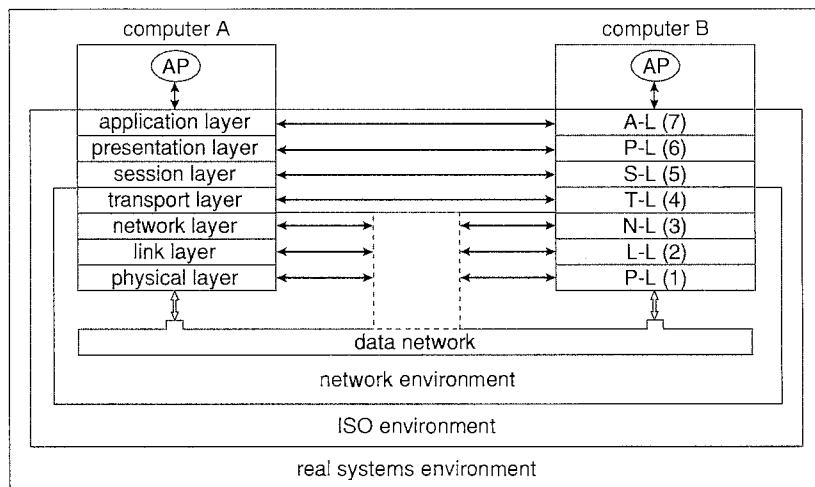 computer A
computer B
AP
AP
application layer
A-L (7)
presentation layer
P-L (6)
session layer
S-L (5)
transport layer
T-L (4)
network layer
N-L (3)
link layer
L-L (2)
physical layer
P-L (1)
data network
network environment
ISO environment
real systems environment